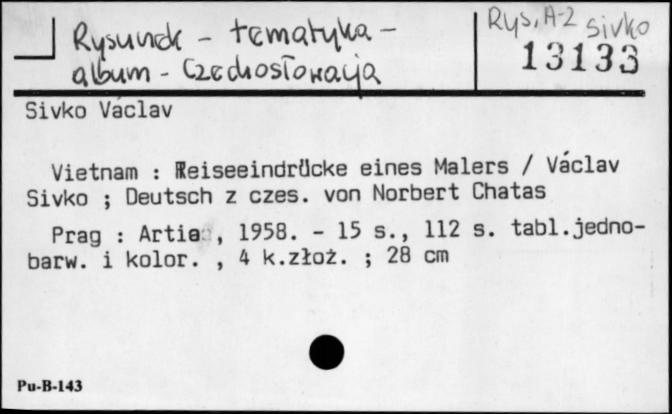 Rysunek - tematyka -
album - Czechosłowacja
Rys, A-2 Sivko
13133
Sivko Václav
Vietnam : Reiseeindrücke eines Malers / Václav
Sivko ; Deutsch z czes. von Norbert Chatas
Prag : Artia , 1958. - 15 s., 112 s. tabl.jedno-
barw. i kolor. , 4 k.złoż. ; 28 cm
Pu-B-143